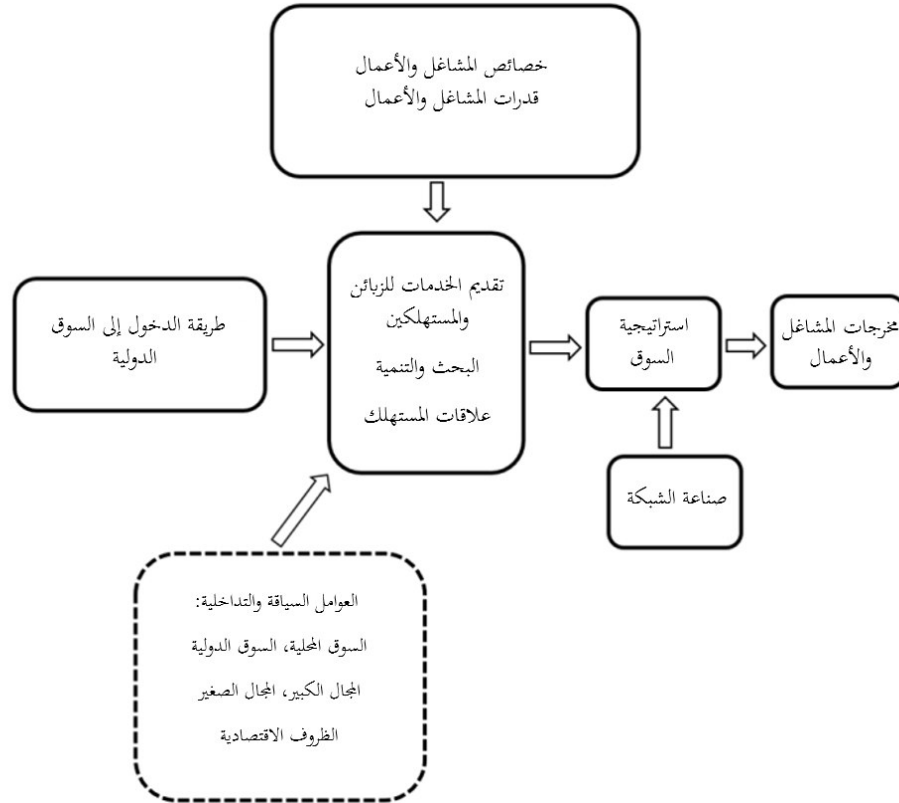 خصائص المشاغل والأعمال
قدرات المشاغل والأعمال
تقديم الخدمات للزبائن
والمستهلكين
البحث والتنمية
علاقات المستهلك
طريقة الدخول إلى السوق
الدولية
استراتيجية
السوق
مخرجات المشاغل
والأعمال
صناعة الشبكة
العوامل السياقة والتداخلية:
السوق المحلية، السوق الدولية
المجال الكبير، المجال الصغير
الظروف الاقتصادية